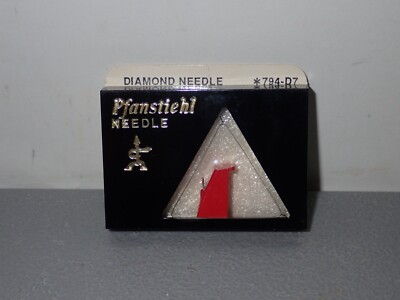 DIAMOND NEEDLE *794-D7
Pfanstiehl
NEEDLE